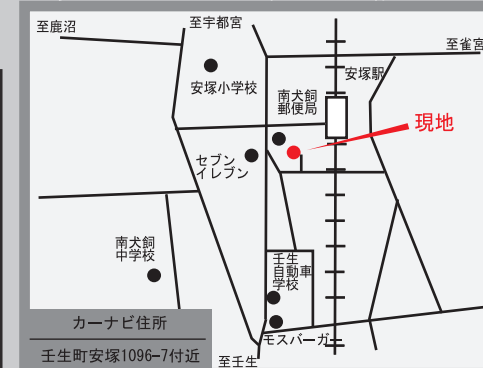 至鹿沼
至宇都宮
至雀宮
安塚駅
安塚小学校
南犬飼
郵便局
現地
セブン
イレブン
南犬飼
中学校
壬生
自動車
学校
モスバーガー
至壬生
カーナビ住所
壬生町安塚1096-7付近